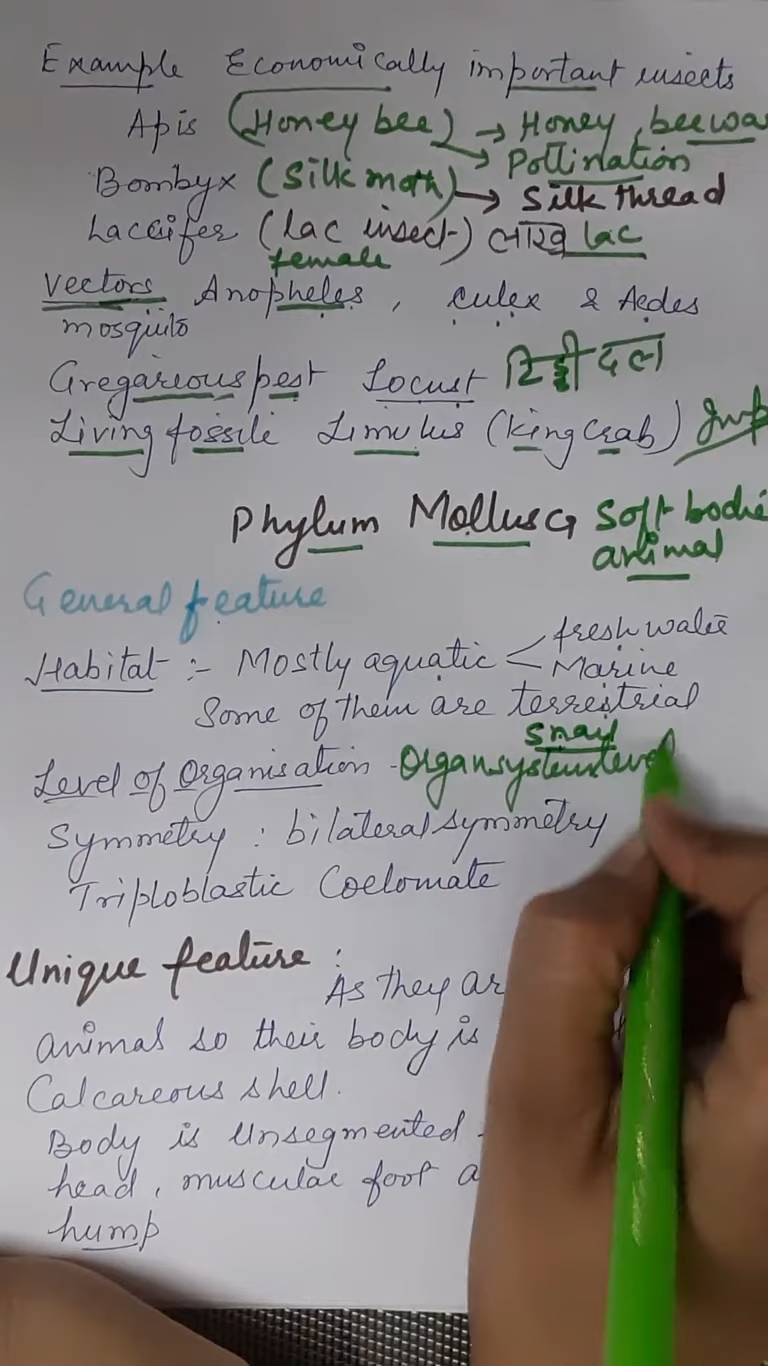 Example Economically important insects
Apis (Honey bee) → Honey, beewa
→ Pollination
Bombyx (Silk moth) → Silk thread
Laccifer (lac insect) लाख lac
female
Vectors Anopheles, Culex & Aedes
mosquito
Gregareous pest Locust टिड्डी दल
Living fossile Limulus (King Crab) Imp
Phylum Mollusca Soft bodie
animal
General feature
Habitat :- Mostly aquatic < fresh water
Marine
Some of them are terrestrial
Snail
Level of Organisation - Organsystem level
Symmetry : bilateral symmetry
Triploblastic Coelomate
Unique feature :
As they ar
animal so their body is
Calcareous shell.
Body is Unsegmented
head, muscular foot a
hump